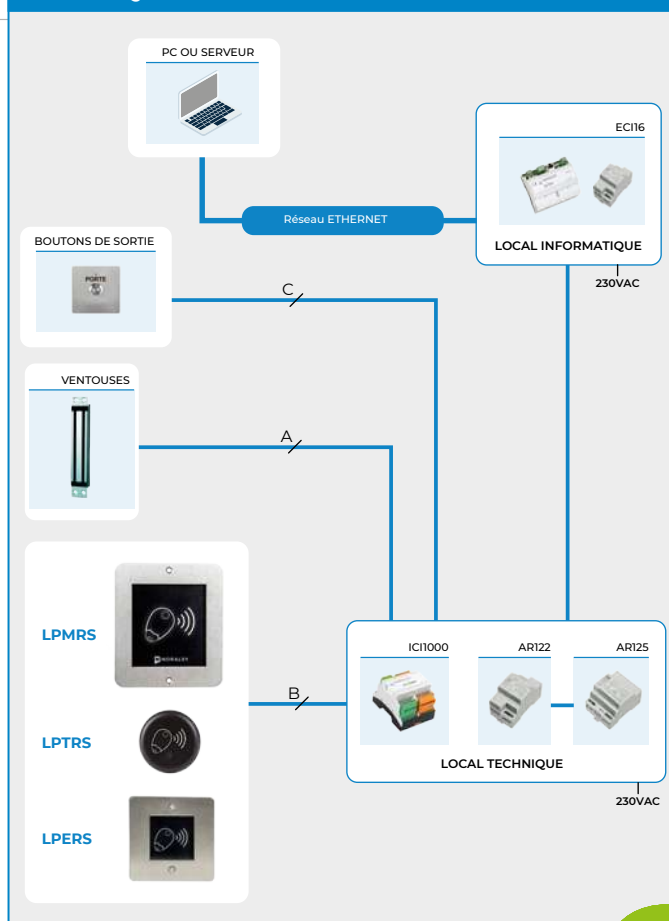 PC OU SERVEUR
ECI16
Réseau ETHERNET
LOCAL INFORMATIQUE
230VAC
BOUTONS DE SORTIE
PORTE
C
VENTOUSES
A
LPMRS
LPTRS
LPERS
B
ICI1000
AR122
AR125
LOCAL TECHNIQUE
230VAC